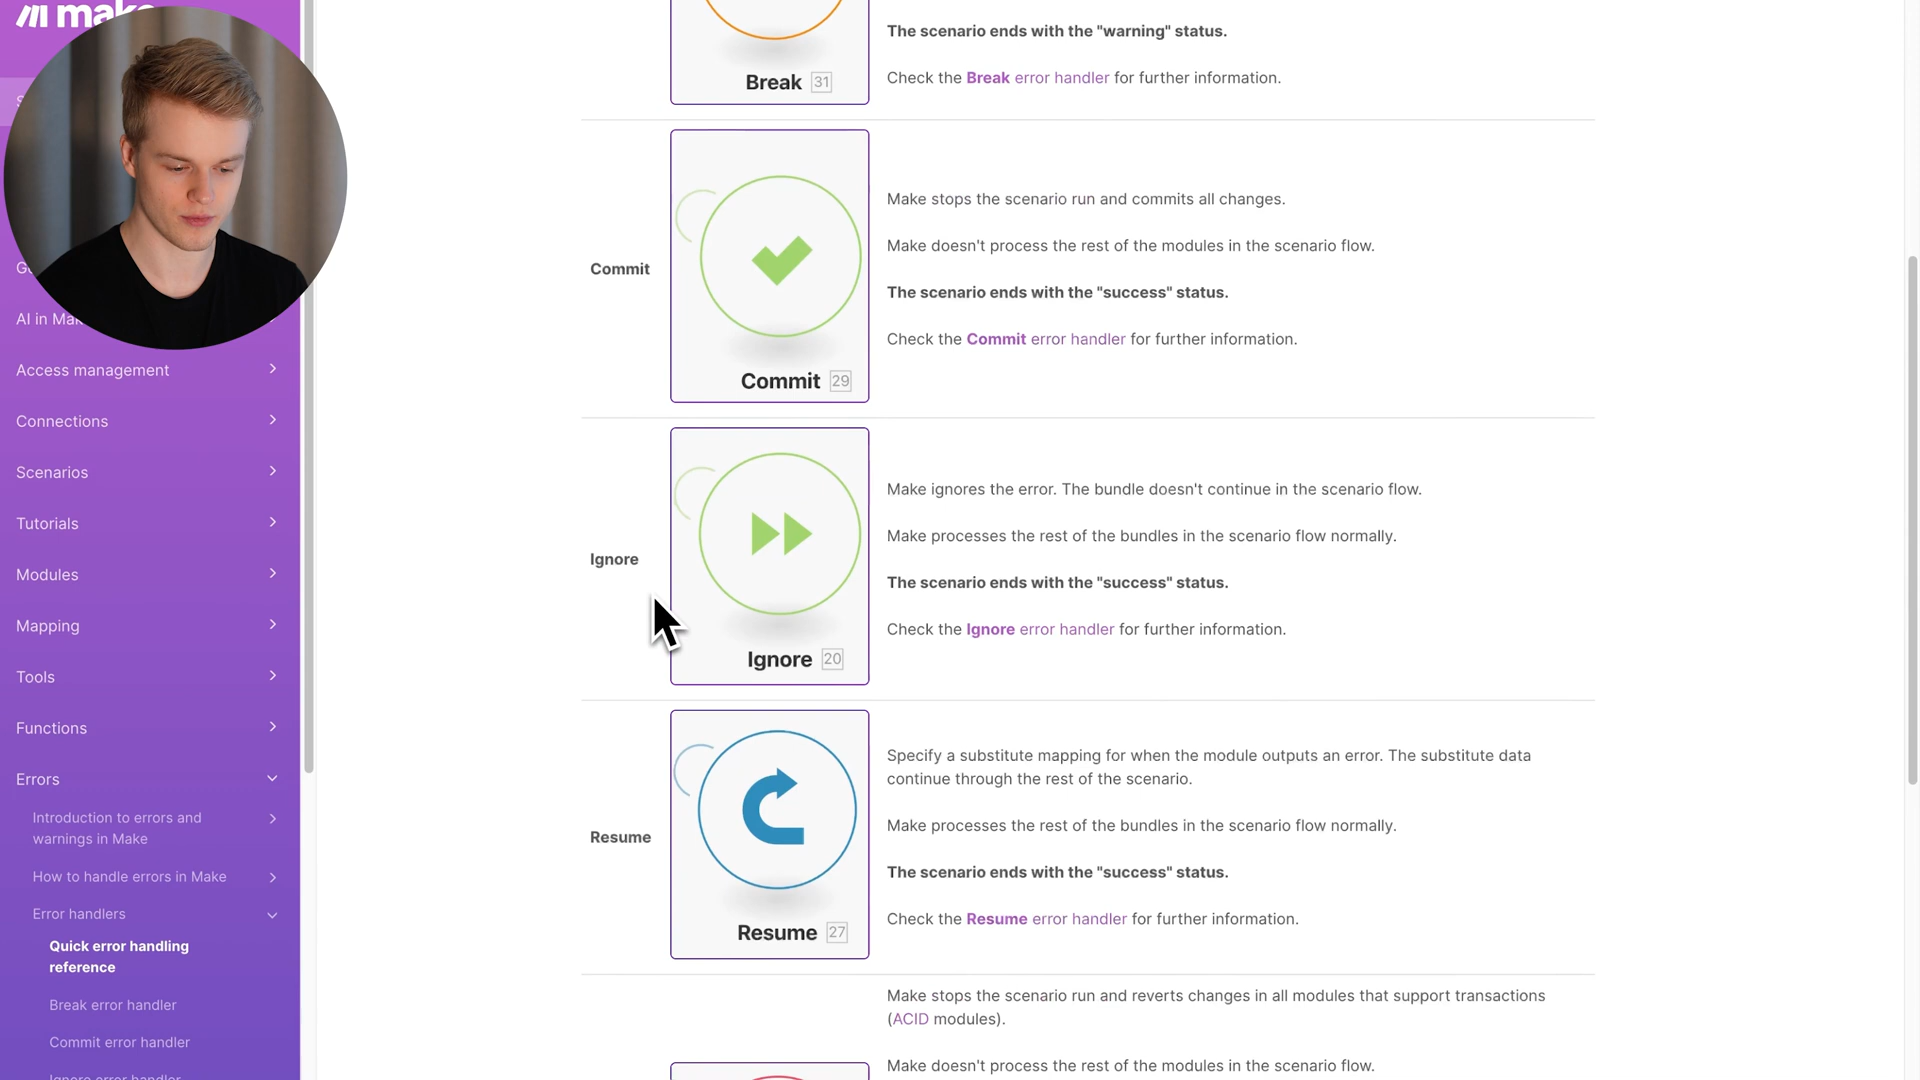 make
The scenario ends with the "warning" status.
Check the Break error handler for further information.
Break 31
Make stops the scenario run and commits all changes.
Make doesn't process the rest of the modules in the scenario flow.
Commit
The scenario ends with the "success" status.
Check the Commit error handler for further information.
Commit 29
Make ignores the error. The bundle doesn't continue in the scenario flow.
Make processes the rest of the bundles in the scenario flow normally.
Ignore
The scenario ends with the "success" status.
Check the Ignore error handler for further information.
Ignore 20
Specify a substitute mapping for when the module outputs an error. The substitute data
continue through the rest of the scenario.
Make processes the rest of the bundles in the scenario flow normally.
Resume
The scenario ends with the "success" status.
Check the Resume error handler for further information.
Resume 27
Make stops the scenario run and reverts changes in all modules that support transactions
(ACID modules).
Make doesn't process the rest of the modules in the scenario flow.
AI in Mak
Access management
Connections
Scenarios
Tutorials
Modules
Mapping
Tools
Functions
Errors
Introduction to errors and
warnings in Make
How to handle errors in Make
Error handlers
Quick error handling
reference
Break error handler
Commit error handler
Ignore error handler